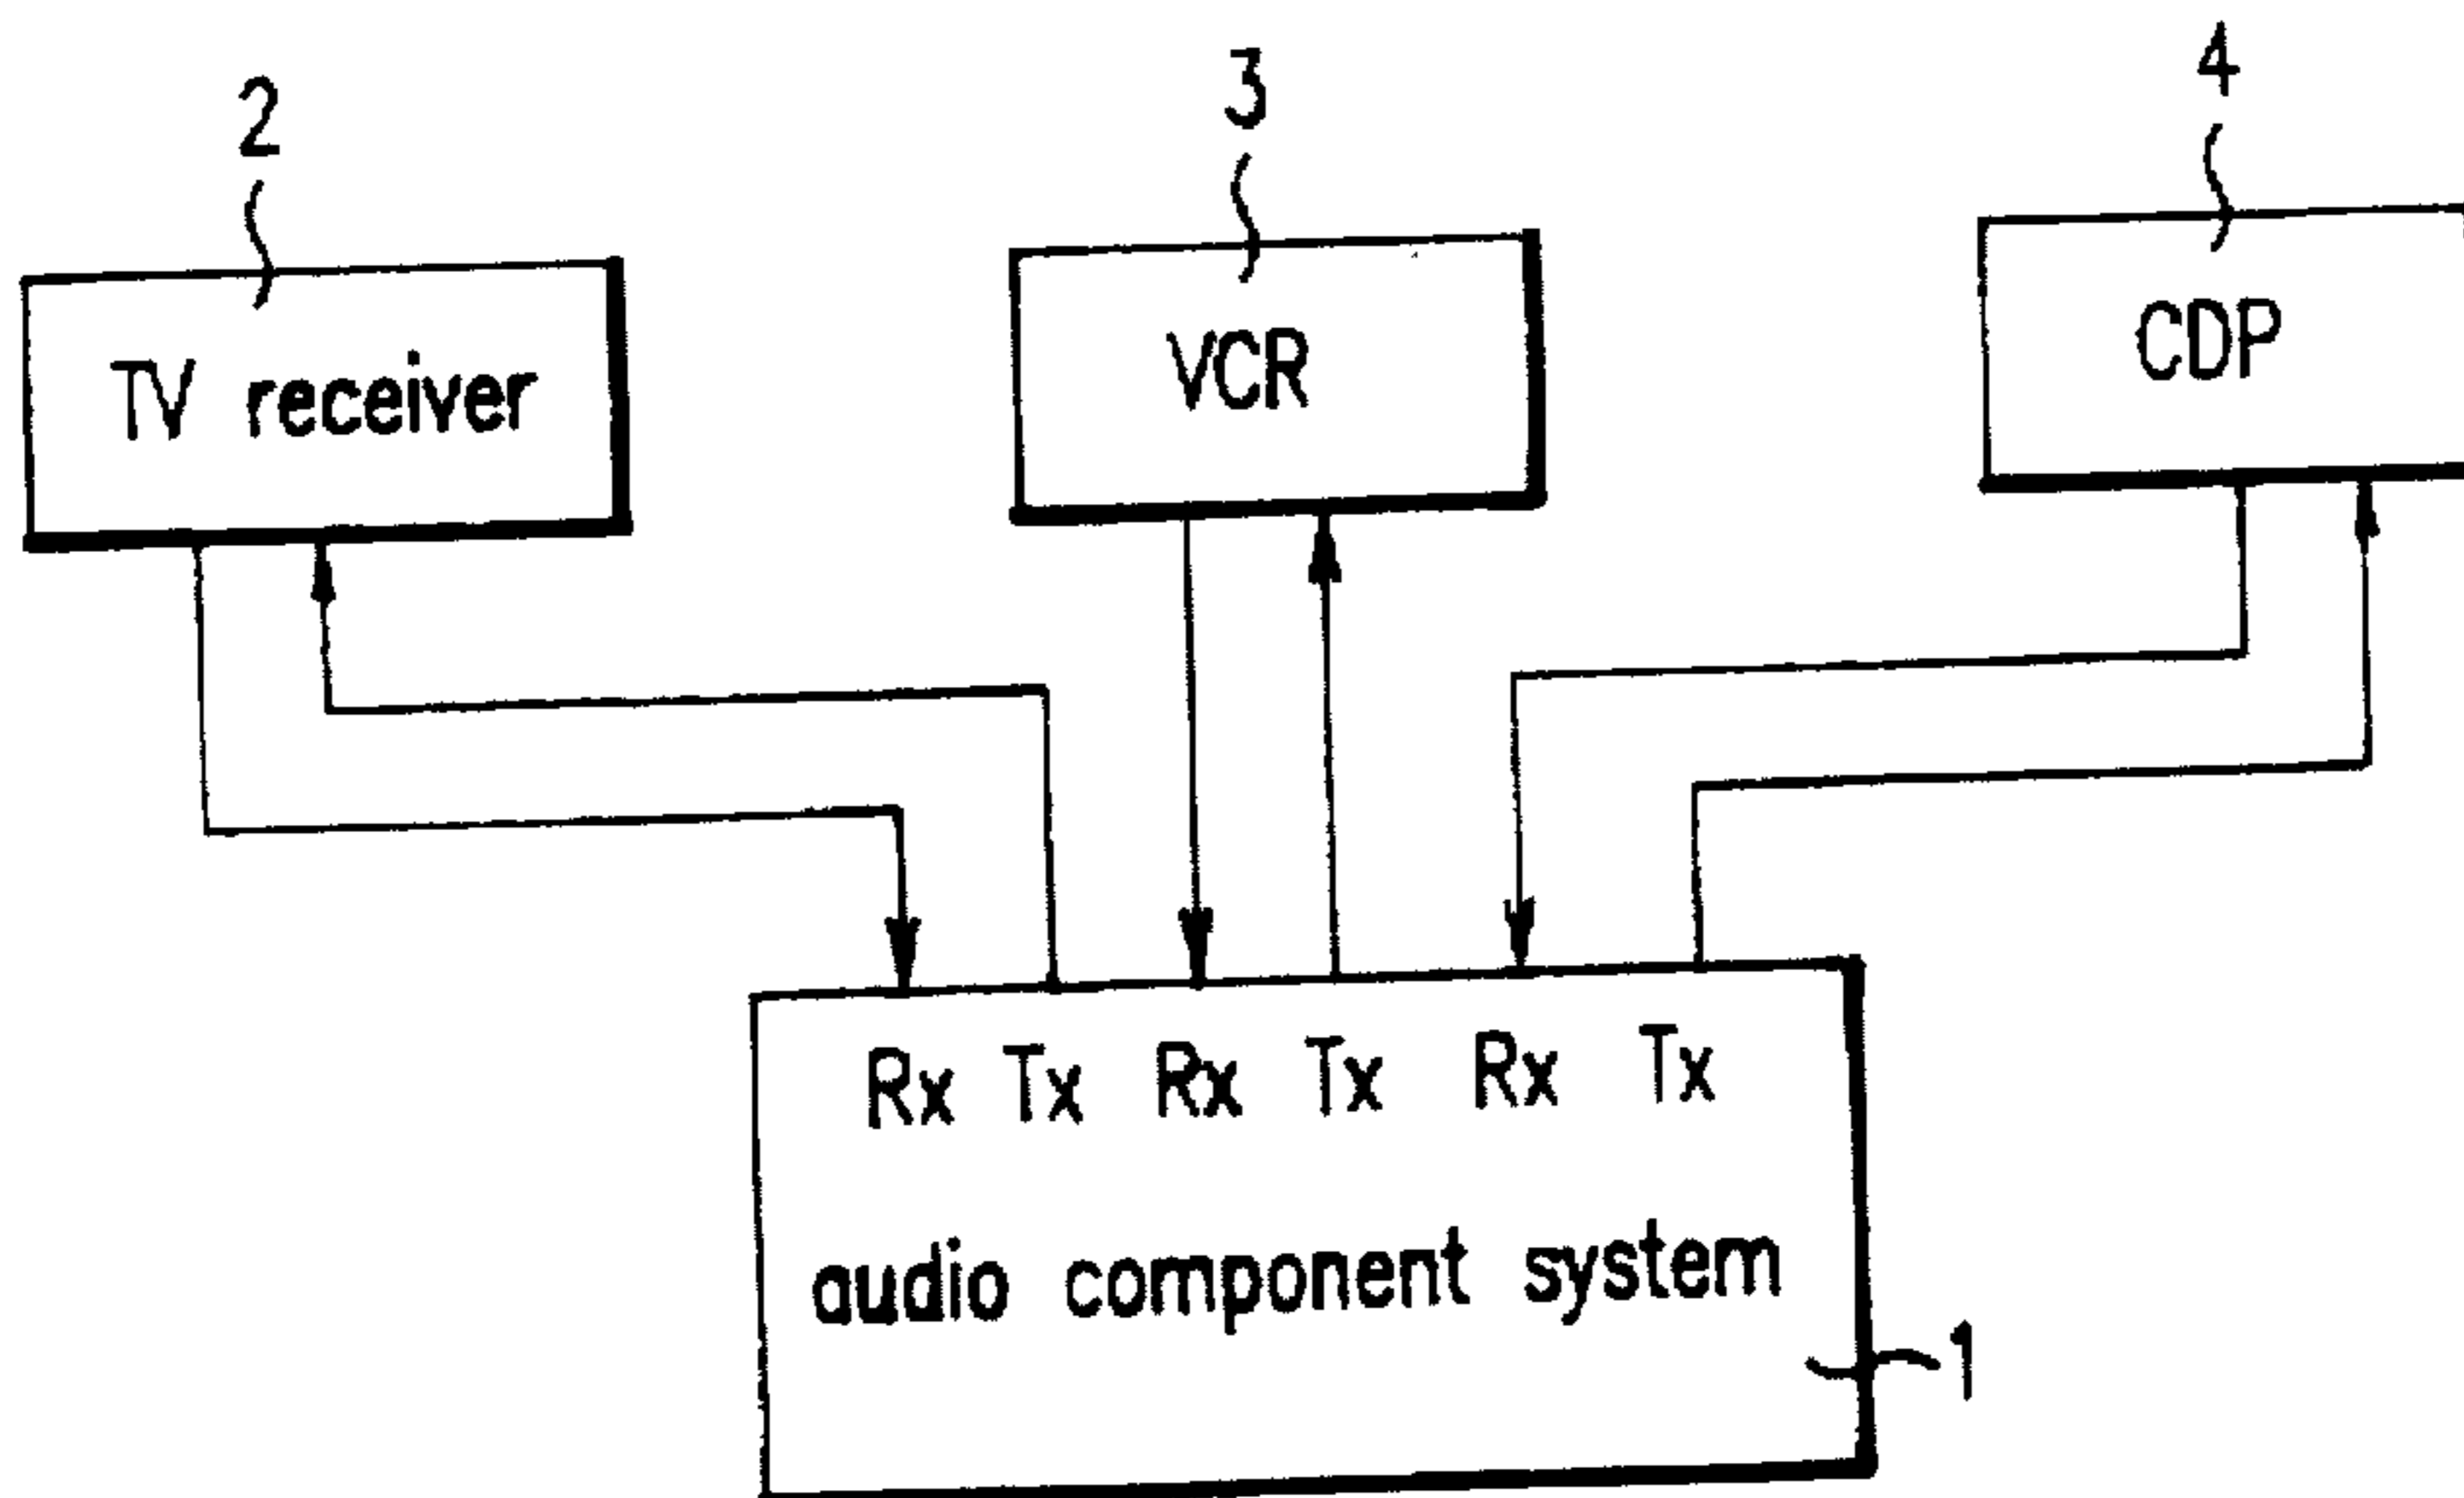 2
3
4
TV receiver
VCR
CDP
Rx Tx Rx Tx Rx Tx
audio component system
1